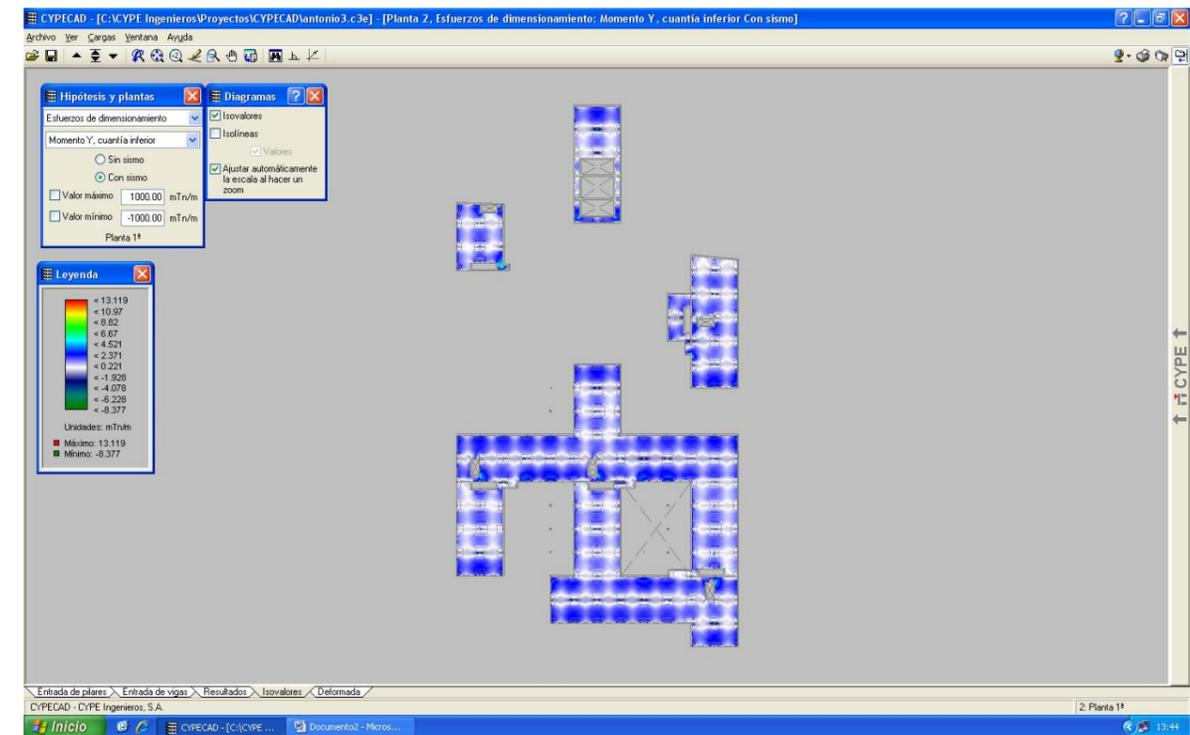 CYPECAD - [C:\CYPE Ingenieros\Proyectos\CYPECAD\antonio3.c3e] - [Planta 2, Esfuerzos de dimensionamiento: Momento Y, cuantía inferior Con sismo]
Archivo Ver Cargas Ventana Ayuda
Hipótesis y plantas
Esfuerzos de dimensionamiento
Momento Y, cuantía inferior
Sin sismo
Con sismo
Valor máximo 1000.00 mTn/m
Valor mínimo -1000.00 mTn/m
Planta 1ª
Diagramas
Isovalores
Isolíneas
Valores
Ajustar automáticamente
la escala al hacer un
zoom
Leyenda
< 13.119
< 10.97
< 8.82
< 6.67
< 4.521
< 2.371
< 0.221
< -1.928
< -4.078
< -6.228
< -8.377
Unidades: mTn/m
Máximo: 13.119
Mínimo: -8.377
CYPE
Entrada de pilares Entrada de vigas Resultados Isovalores Deformada
CYPECAD - CYPE Ingenieros, S.A.
2: Planta 1ª
Inicio
CYPECAD - [C:\CYPE ...
Documento2 - Micros...
13:44